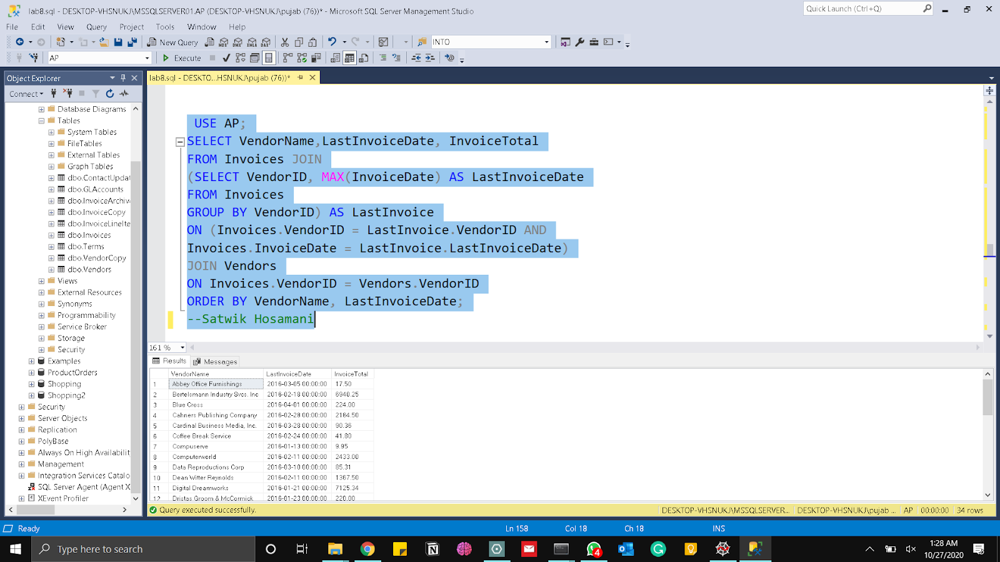 lab8.sql - DESKTOP-VHSNUKJ\MSSQLSERVER01.AP (DESKTOP-VHSNUKJ\pujab (76))* - Microsoft SQL Server Management Studio
Quick Launch (Ctrl+Q)
File Edit View Query Project Tools Window Help
New Query MDX DMX XMLA DAX INTO
AP Execute
Object Explorer
lab8.sql - DESKTO...HSNUKJ\pujab (76))*
Connect
Database Diagrams
Tables
System Tables
FileTables
External Tables
Graph Tables
dbo.ContactUpdat
dbo.GLAccounts
dbo.InvoiceArchiv
dbo.InvoiceCopy
dbo.InvoiceLineIte
dbo.Invoices
dbo.Terms
dbo.VendorCopy
dbo.Vendors
Views
External Resources
Synonyms
Programmability
Service Broker
Storage
Security
Examples
ProductOrders
Shopping
Shopping2
Security
Server Objects
Replication
PolyBase
Always On High Availabilit
Management
Integration Services Catalo
SQL Server Agent (Agent X
XEvent Profiler
USE AP;
SELECT VendorName,LastInvoiceDate, InvoiceTotal
FROM Invoices JOIN
(SELECT VendorID, MAX(InvoiceDate) AS LastInvoiceDate
FROM Invoices
GROUP BY VendorID) AS LastInvoice
ON (Invoices.VendorID = LastInvoice.VendorID AND
Invoices.InvoiceDate = LastInvoice.LastInvoiceDate)
JOIN Vendors
ON Invoices.VendorID = Vendors.VendorID
ORDER BY VendorName, LastInvoiceDate;
--Satwik Hosamani
161 %
Results Messages
VendorName LastInvoiceDate InvoiceTotal
1 Abbey Office Furnishings 2016-03-05 00:00:00 17.50
2 Bertelsmann Industry Svcs. Inc 2016-02-18 00:00:00 6940.25
3 Blue Cross 2016-04-01 00:00:00 224.00
4 Cahners Publishing Company 2016-02-28 00:00:00 2184.50
5 Cardinal Business Media, Inc. 2016-03-28 00:00:00 90.36
6 Coffee Break Service 2016-02-24 00:00:00 41.80
7 Compuserve 2016-01-13 00:00:00 9.95
8 Computerworld 2016-02-11 00:00:00 2433.00
9 Data Reproductions Corp 2016-03-10 00:00:00 85.31
10 Dean Witter Reynolds 2016-02-11 00:00:00 1367.50
11 Digital Dreamworks 2016-01-21 00:00:00 7125.34
12 Dristas Groom & McCormick 2016-01-23 00:00:00 220.00
Query executed successfully. DESKTOP-VHSNUKJ\MSSQLSERVER... DESKTOP-VHSNUKJ\pujab ... AP 00:00:00 34 rows
Ready Ln 158 Col 18 Ch 18 INS
Type here to search
4
1:28 AM
10/27/2020